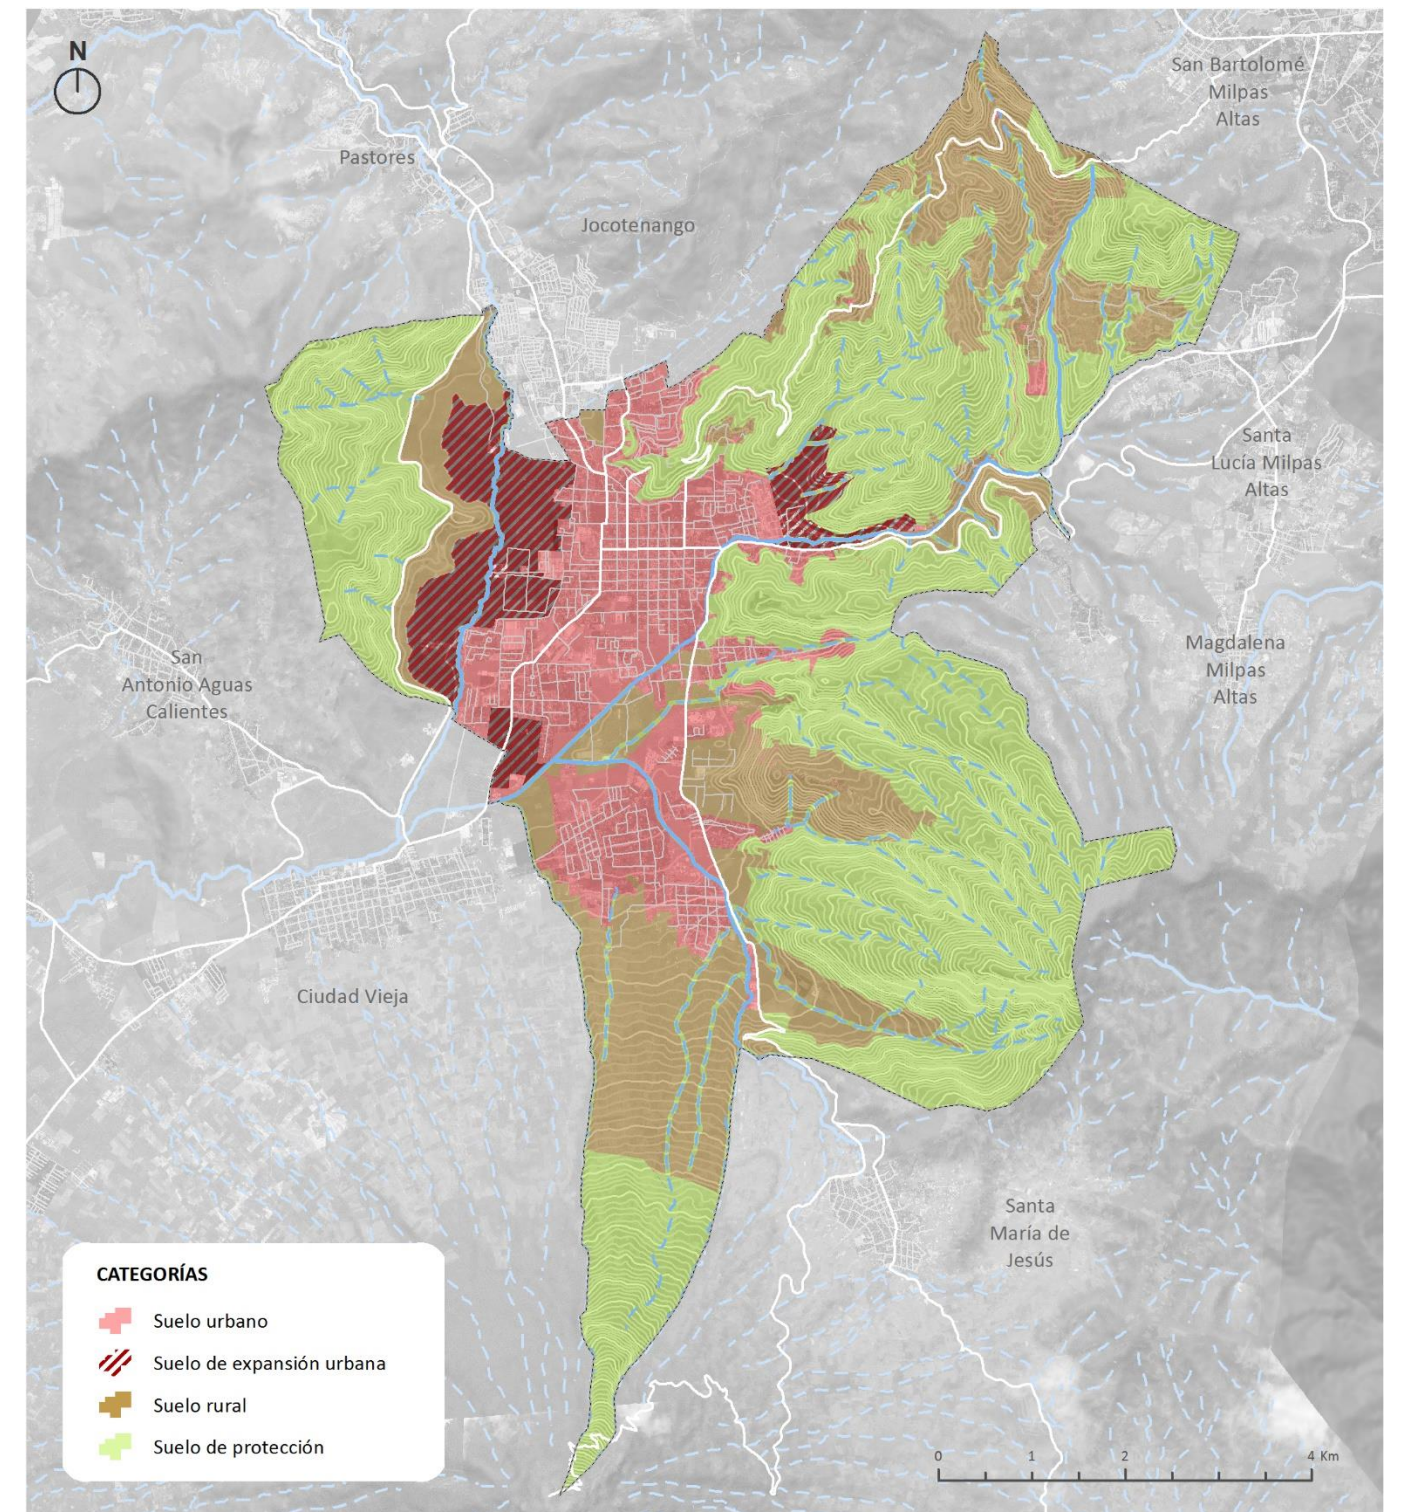 N
San Bartolomé
Milpas
Altas
Pastores
Jocotenango
Santa
Lucía Milpas
Altas
San
Antonio Aguas
Calientes
Magdalena
Milpas
Altas
Ciudad Vieja
Santa
María de
Jesús
CATEGORÍAS
Suelo urbano
Suelo de expansión urbana
Suelo rural
Suelo de protección
0 1 2 4 Km